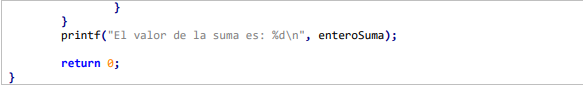 }
}
printf("El valor de la suma es: %d\n", enteroSuma);
return 0;
}